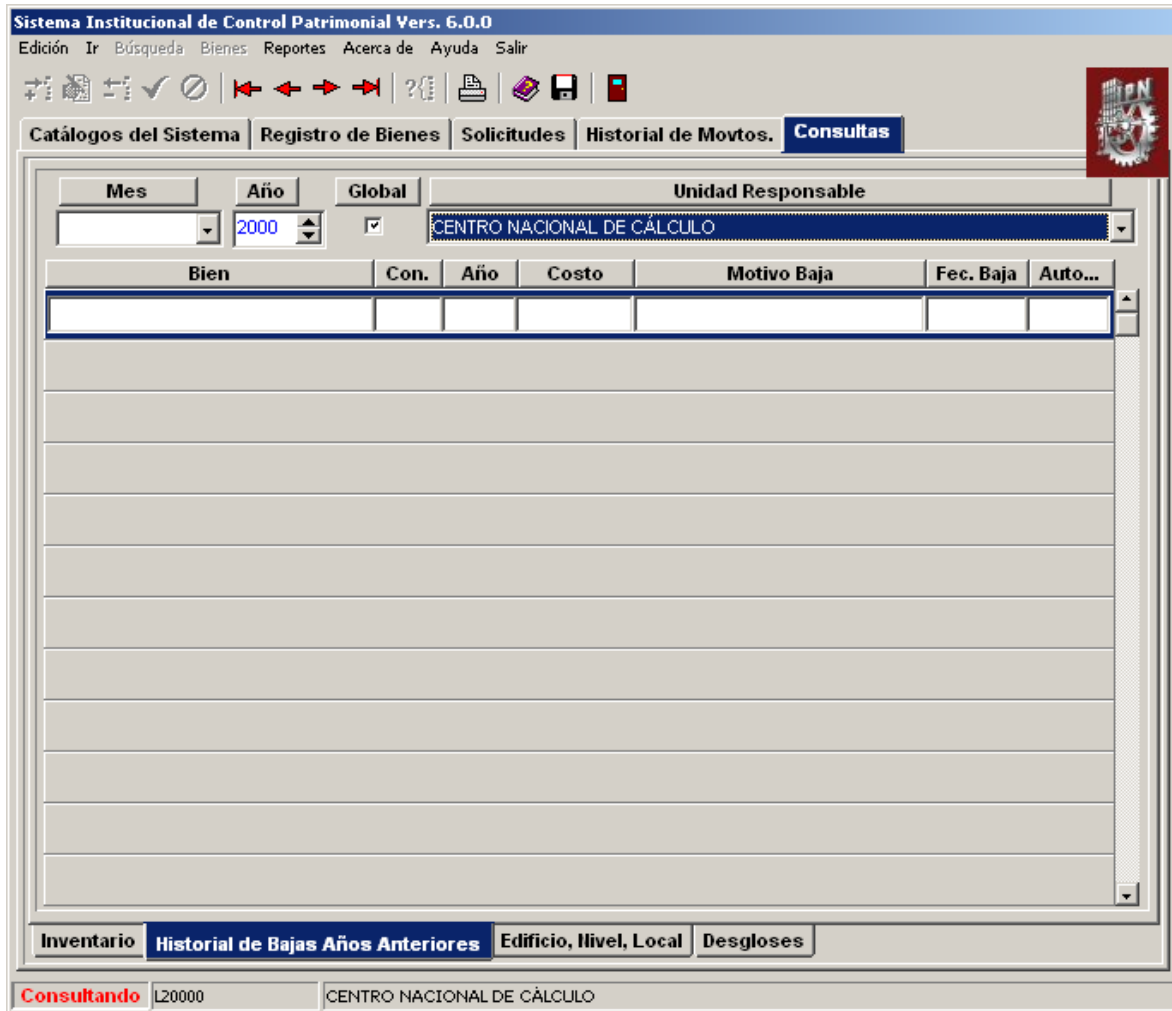 Sistema Institucional de Control Patrimonial Vers. 6.0.0
Edición Ir Búsqueda Bienes Reportes Acerca de Ayuda Salir
?{
IPN
Catálogos del Sistema Registro de Bienes Solicitudes Historial de Movtos. Consultas
Mes Año Global Unidad Responsable
2000 CENTRO NACIONAL DE CÁLCULO
Bien Con. Año Costo Motivo Baja Fec. Baja Auto...
Inventario Historial de Bajas Años Anteriores Edificio, Nivel, Local Desgloses
Consultando L20000 CENTRO NACIONAL DE CÁLCULO